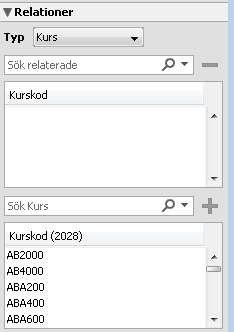 Relationer
Typ Kurs
Sök relaterade
Kurskod
Sök Kurs
Kurskod (2028)
AB2000
AB4000
ABA200
ABA400
ABA600